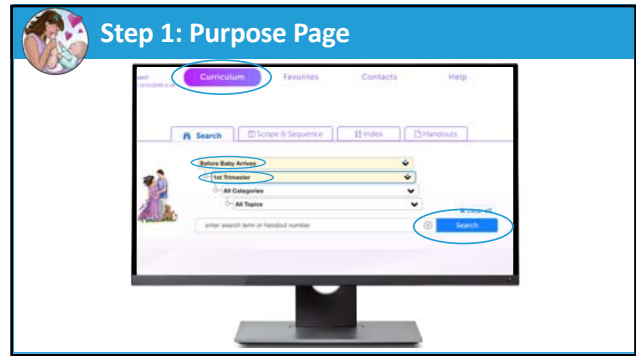 Step 1: Purpose Page
Curriculum Favorites Contacts Help
Search Scope & Sequence Index Handouts
Before Baby Arrives
1st Trimester
All Categories
All Topics
enter search term or handout number Search